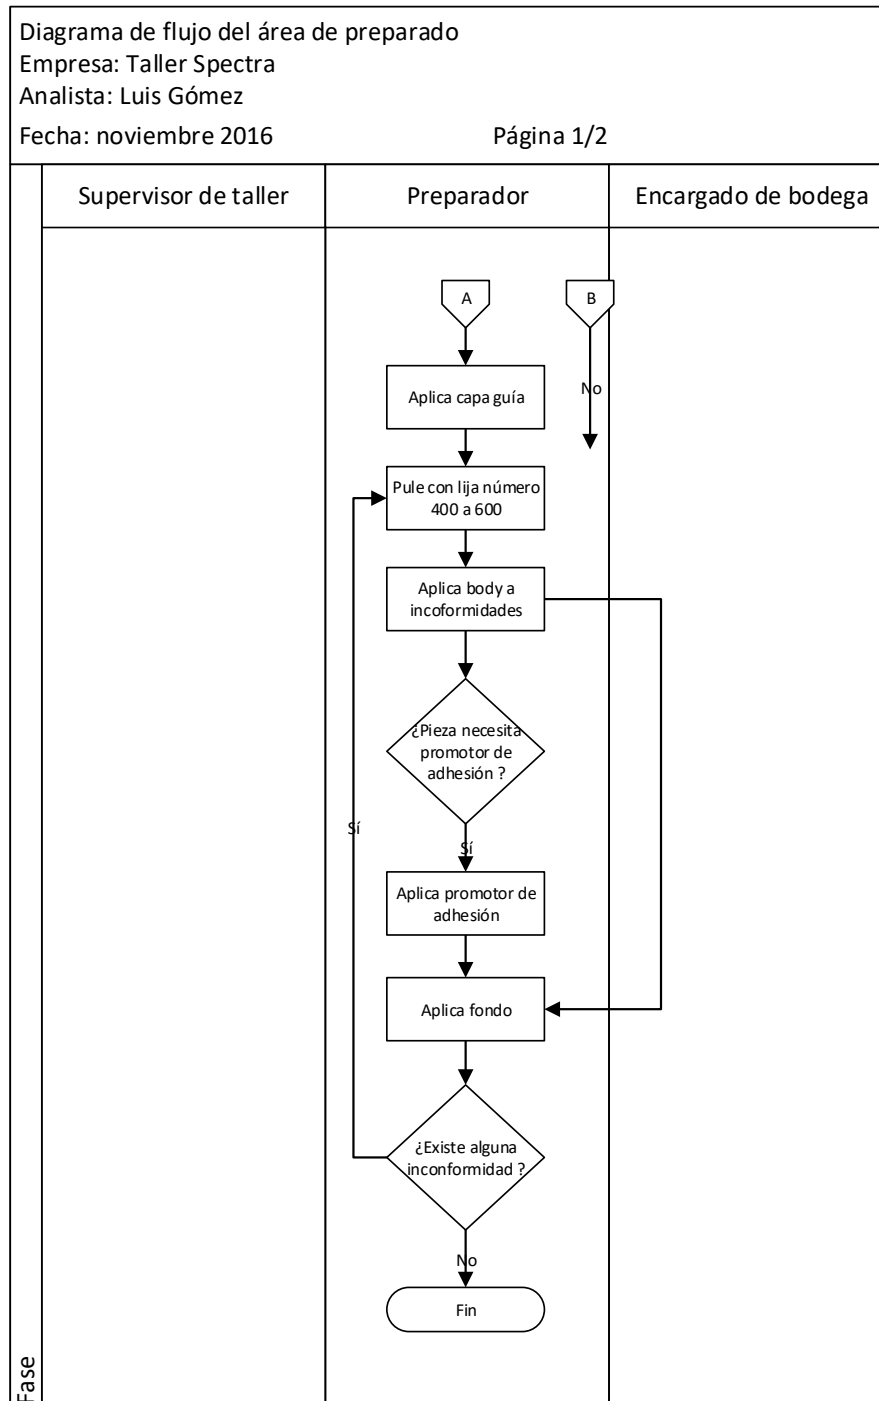 Diagrama de flujo del área de preparado
Empresa: Taller Spectra
Analista: Luis Gómez
Fecha: noviembre 2016 Página 1/2
Supervisor de taller
Preparador
Encargado de bodega
A
B
Aplica capa guía
No
Pule con lija número
400 a 600
Aplica body a
incoformidades
¿Pieza necesita
promotor de
adhesión ?
Sí
Sí
Aplica promotor de
adhesión
Aplica fondo
¿Existe alguna
inconformidad ?
No
Fin
Fase